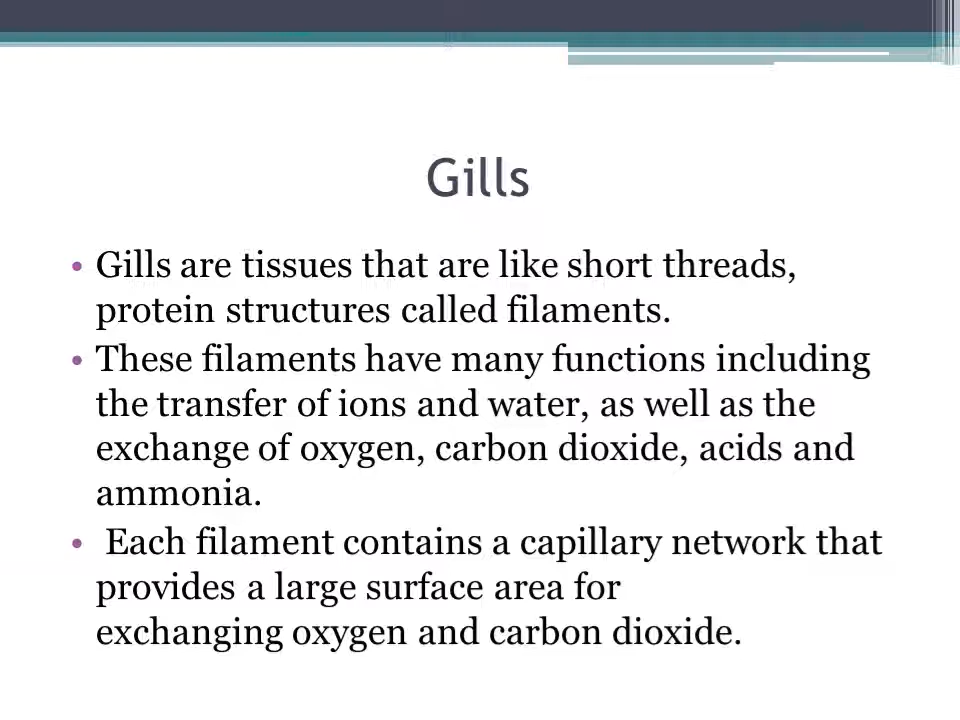 Gills
• Gills are tissues that are like short threads,
protein structures called filaments.
• These filaments have many functions including
the transfer of ions and water, as well as the
exchange of oxygen, carbon dioxide, acids and
ammonia.
• Each filament contains a capillary network that
provides a large surface area for
exchanging oxygen and carbon dioxide.